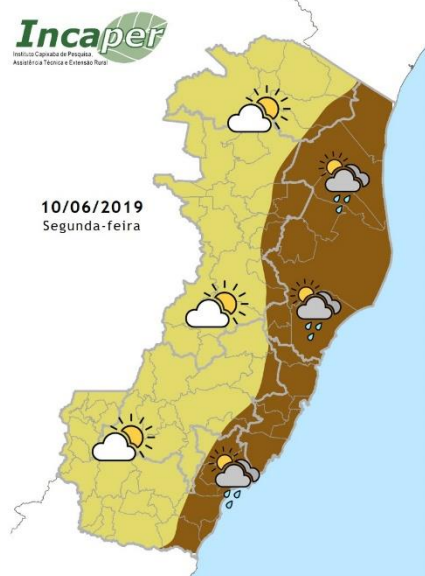 Incaper
Instituto Capixaba de Pesquisa,
Assistência Técnica e Extensão Rural
10/06/2019
Segunda-feira